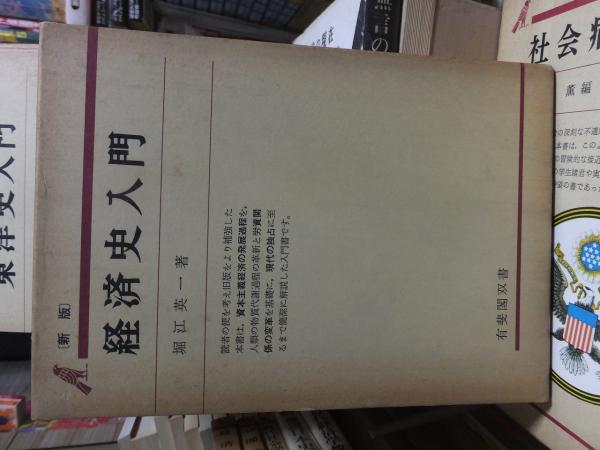 ［新版］
経済史入門
堀江英一著
読者の便を考え旧版をより補強した
本書は、資本主義経済の発展過程を、
人類の物質代謝過程の革新と労資関
係の変革を基礎に、現代の独占に至
るまで簡潔に解説した入門書です。
有斐閣双書
東洋史入門
社会病
薫編